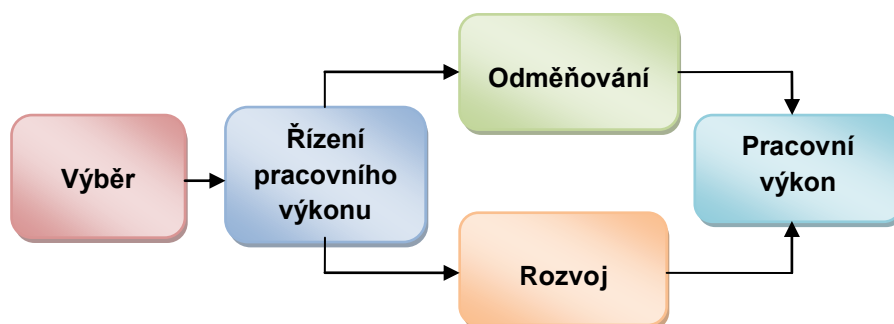 Výběr
Řízení
pracovního
výkonu
Odměňování
Rozvoj
Pracovní
výkon